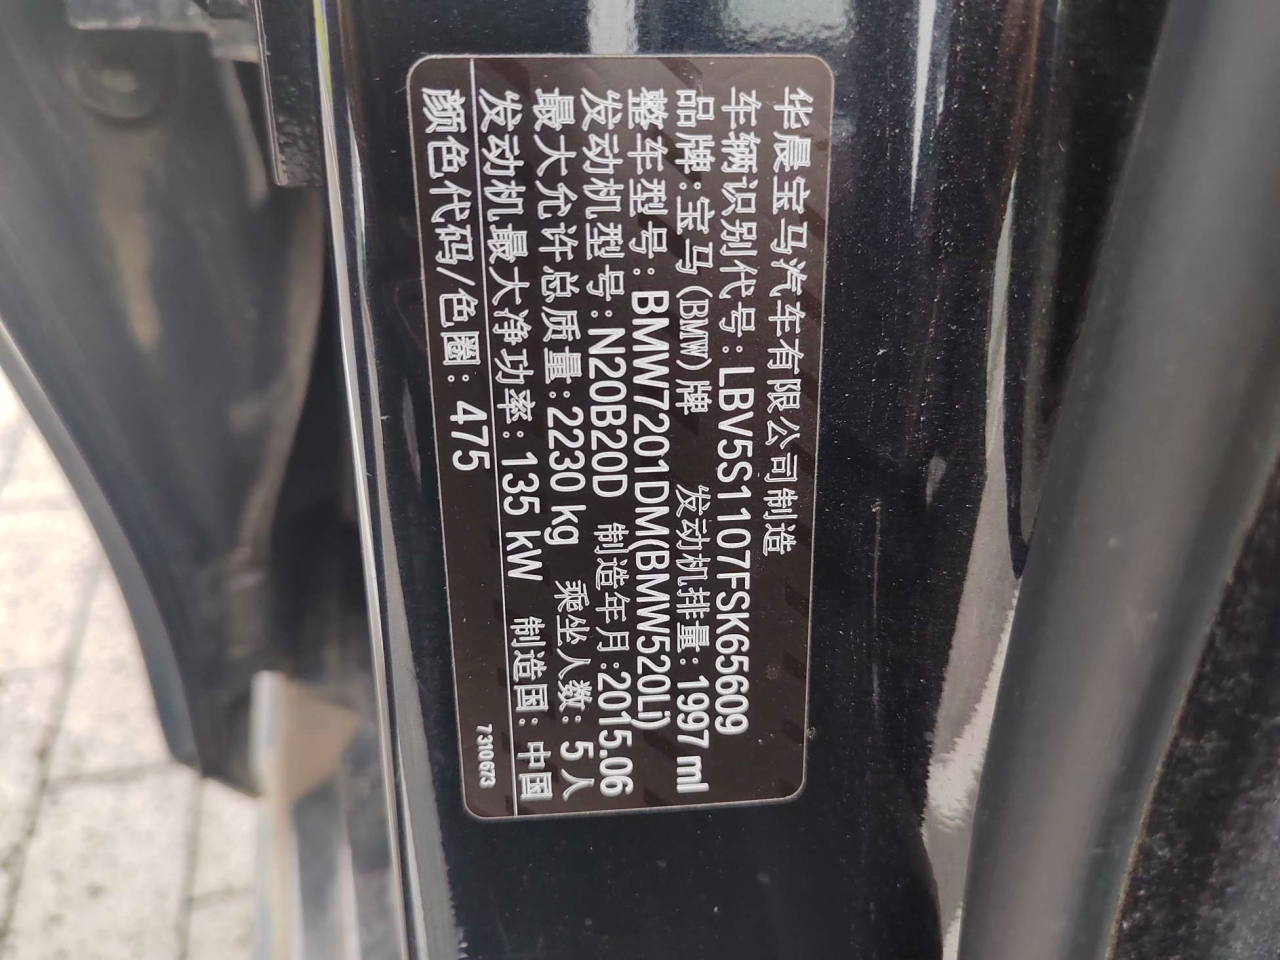 华晨宝马汽车有限公司制造
车辆识别代号:LBV5S1107FSK65609
品牌:宝马(BMW)牌 发动机排量:1997 ml
整车型号:BMW7201DM(BMW520Li)
发动机型号:N20B20D 制造年月:2015.06
最大允许总质量:2230 kg 乘坐人数:5人
发动机最大净功率:135 kW 制造国:中国
颜色代码/色圈:475
7310673